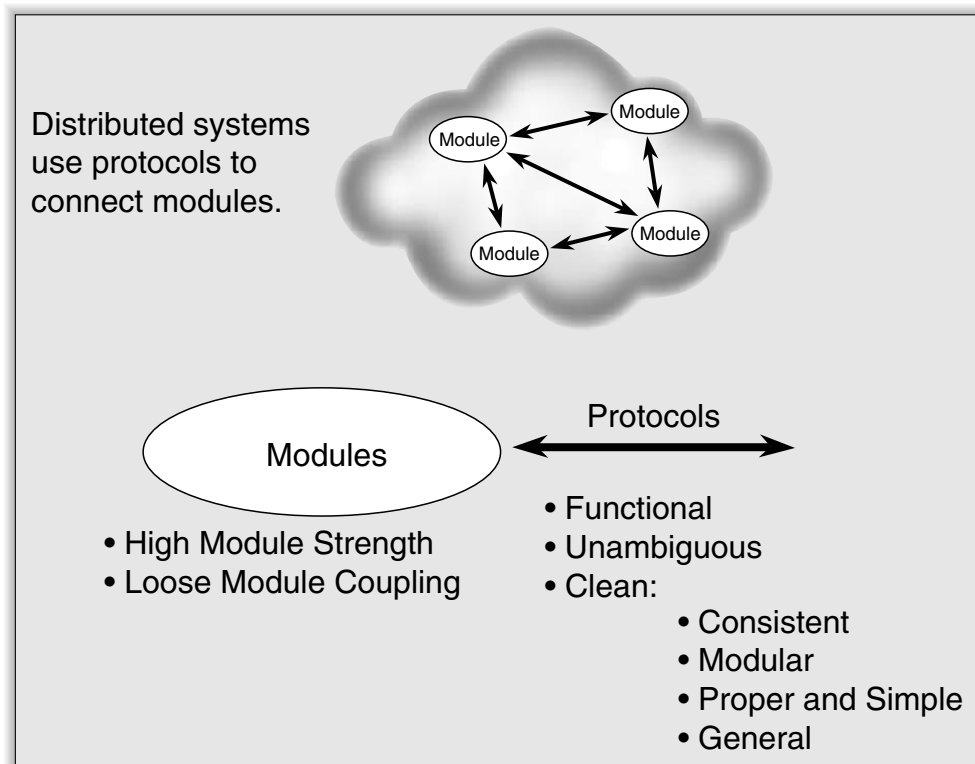 Distributed systems
use protocols to
connect modules.
Module
Module
Module
Module
Modules
Protocols
• High Module Strength
• Loose Module Coupling
• Functional
• Unambiguous
• Clean:
• Consistent
• Modular
• Proper and Simple
• General